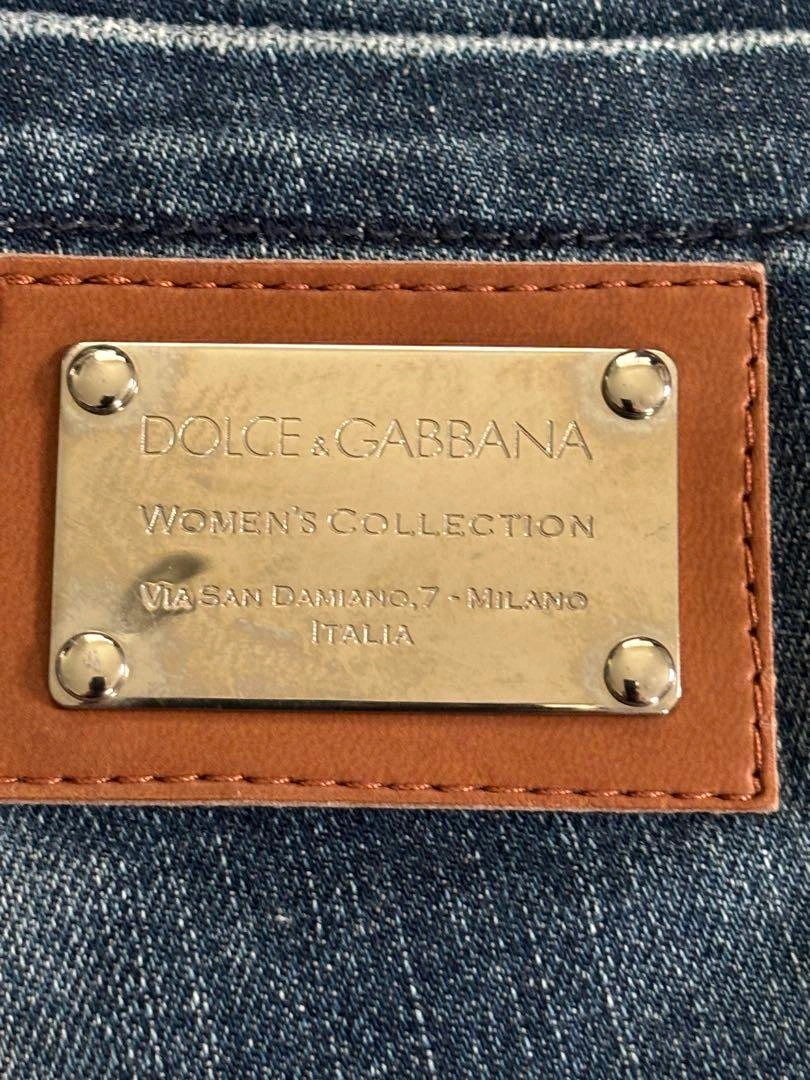 DOLCE & GABBANA
WOMEN'S COLLECTION
VIA SAN DAMIANO,7 - MILANO
ITALIA